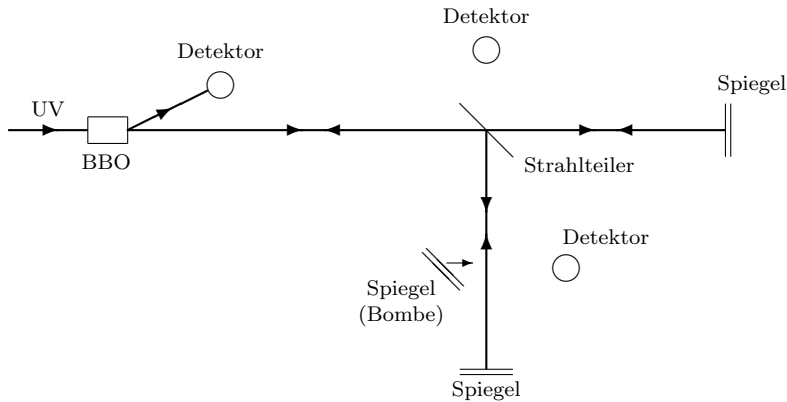 Detektor
Detektor
Spiegel
UV
BBO
Strahlteiler
Detektor
Spiegel
(Bombe)
Spiegel